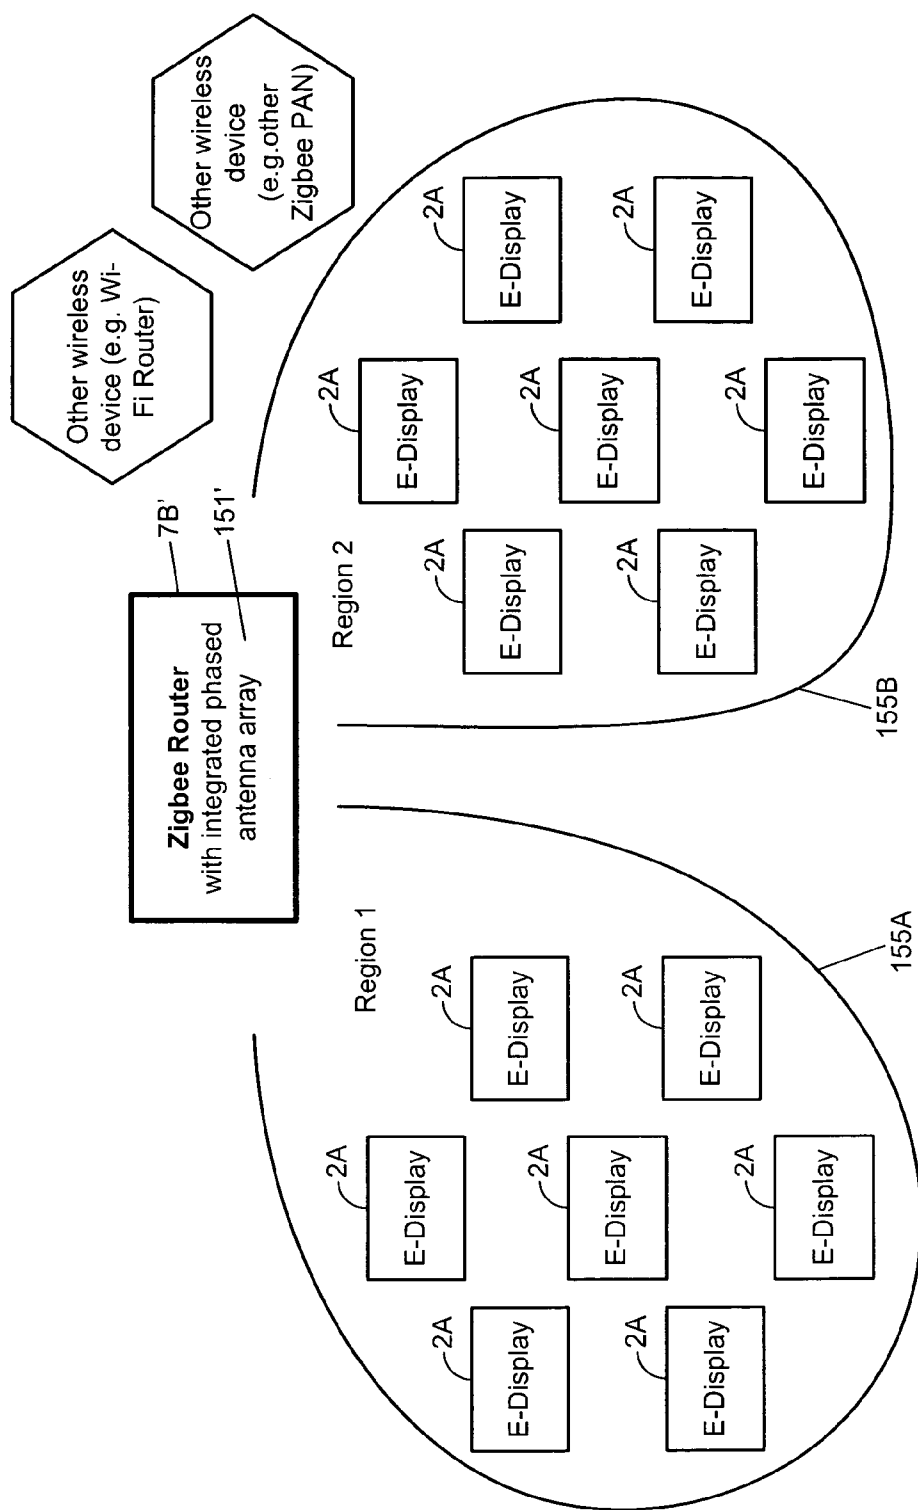 Other wireless
device (e.g. Wi-
Fi Router)
Other wireless
device
(e.g.other
Zigbee PAN)
7B'
151'
Zigbee Router
with integrated phased
antenna array
Region 1
2A
E-Display
2A
E-Display
2A
E-Display
2A
E-Display
2A
E-Display
2A
E-Display
2A
E-Display
155A
Region 2
2A
E-Display
2A
E-Display
2A
E-Display
2A
E-Display
2A
E-Display
2A
E-Display
2A
E-Display
155B